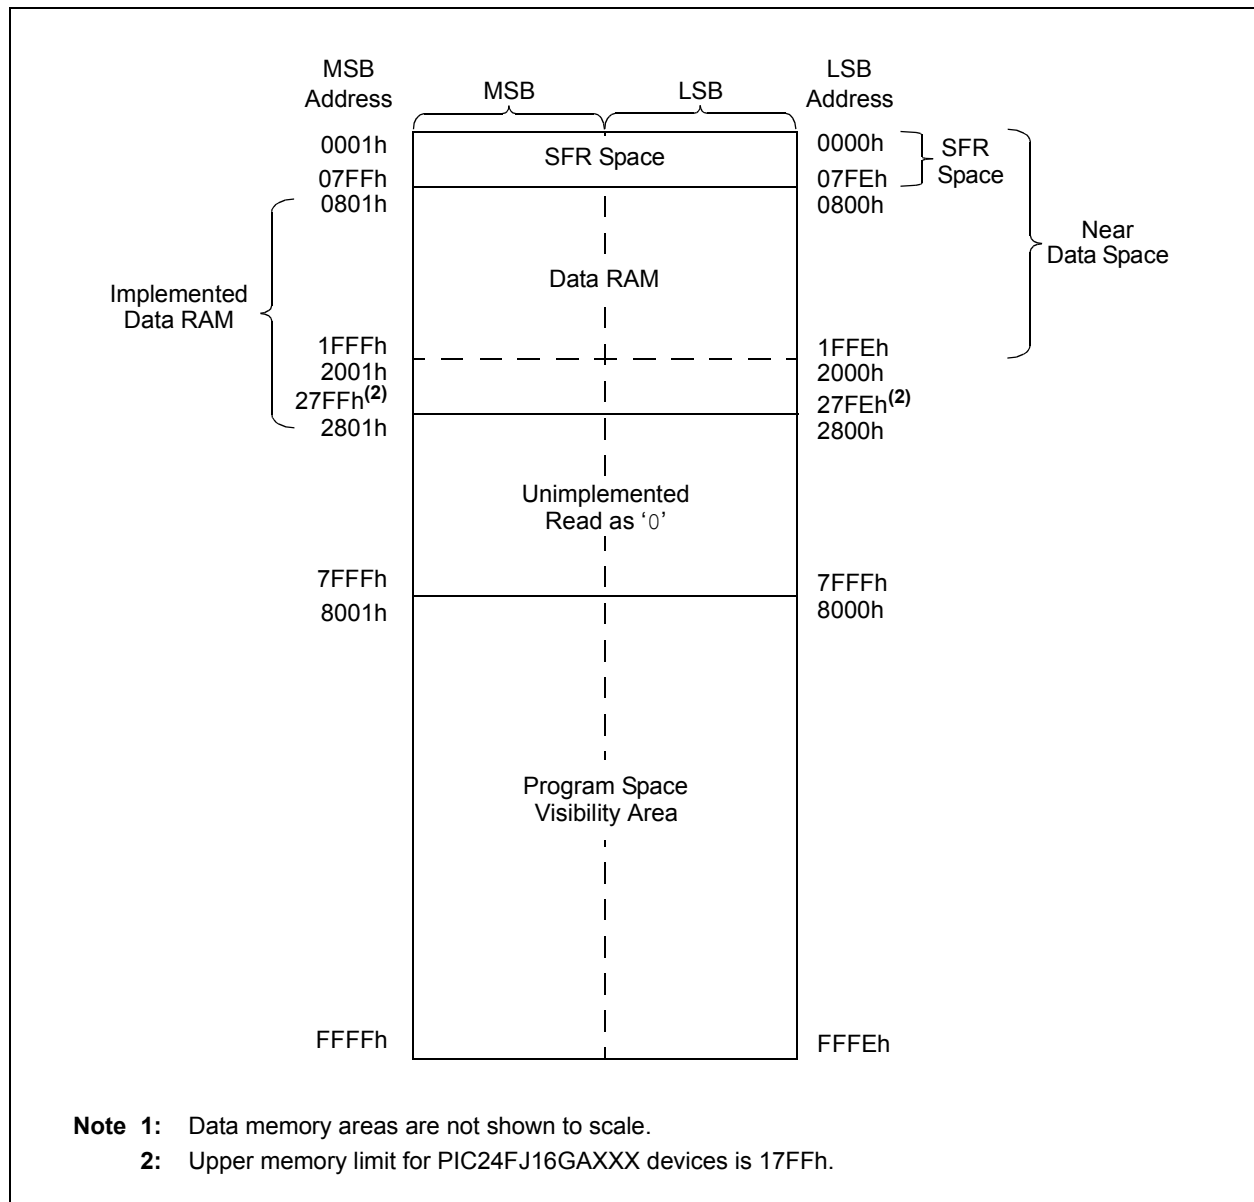 MSB
Address
MSB
LSB
LSB
Address
0001h
SFR Space
0000h
SFR
Space
07FFh
07FEh
0801h
0800h
Near
Data Space
Implemented
Data RAM
Data RAM
1FFFh
1FFEh
2001h
2000h
27FFh(2)
27FEh(2)
2801h
2800h
Unimplemented
Read as ‘0’
7FFFh
7FFFh
8001h
8000h
Program Space
Visibility Area
FFFFh
FFFEh
Note 1: Data memory areas are not shown to scale.
2: Upper memory limit for PIC24FJ16GAXXX devices is 17FFh.